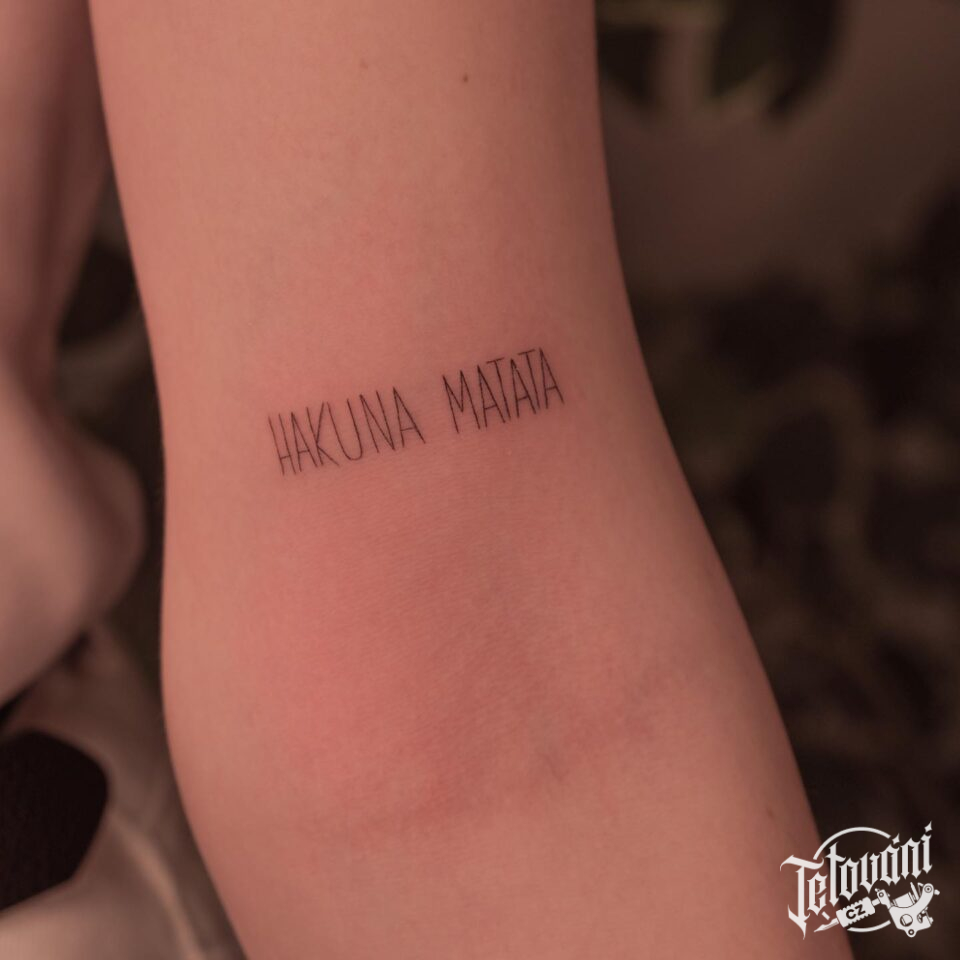 HAKUNA MATATA
Tetování
CZ